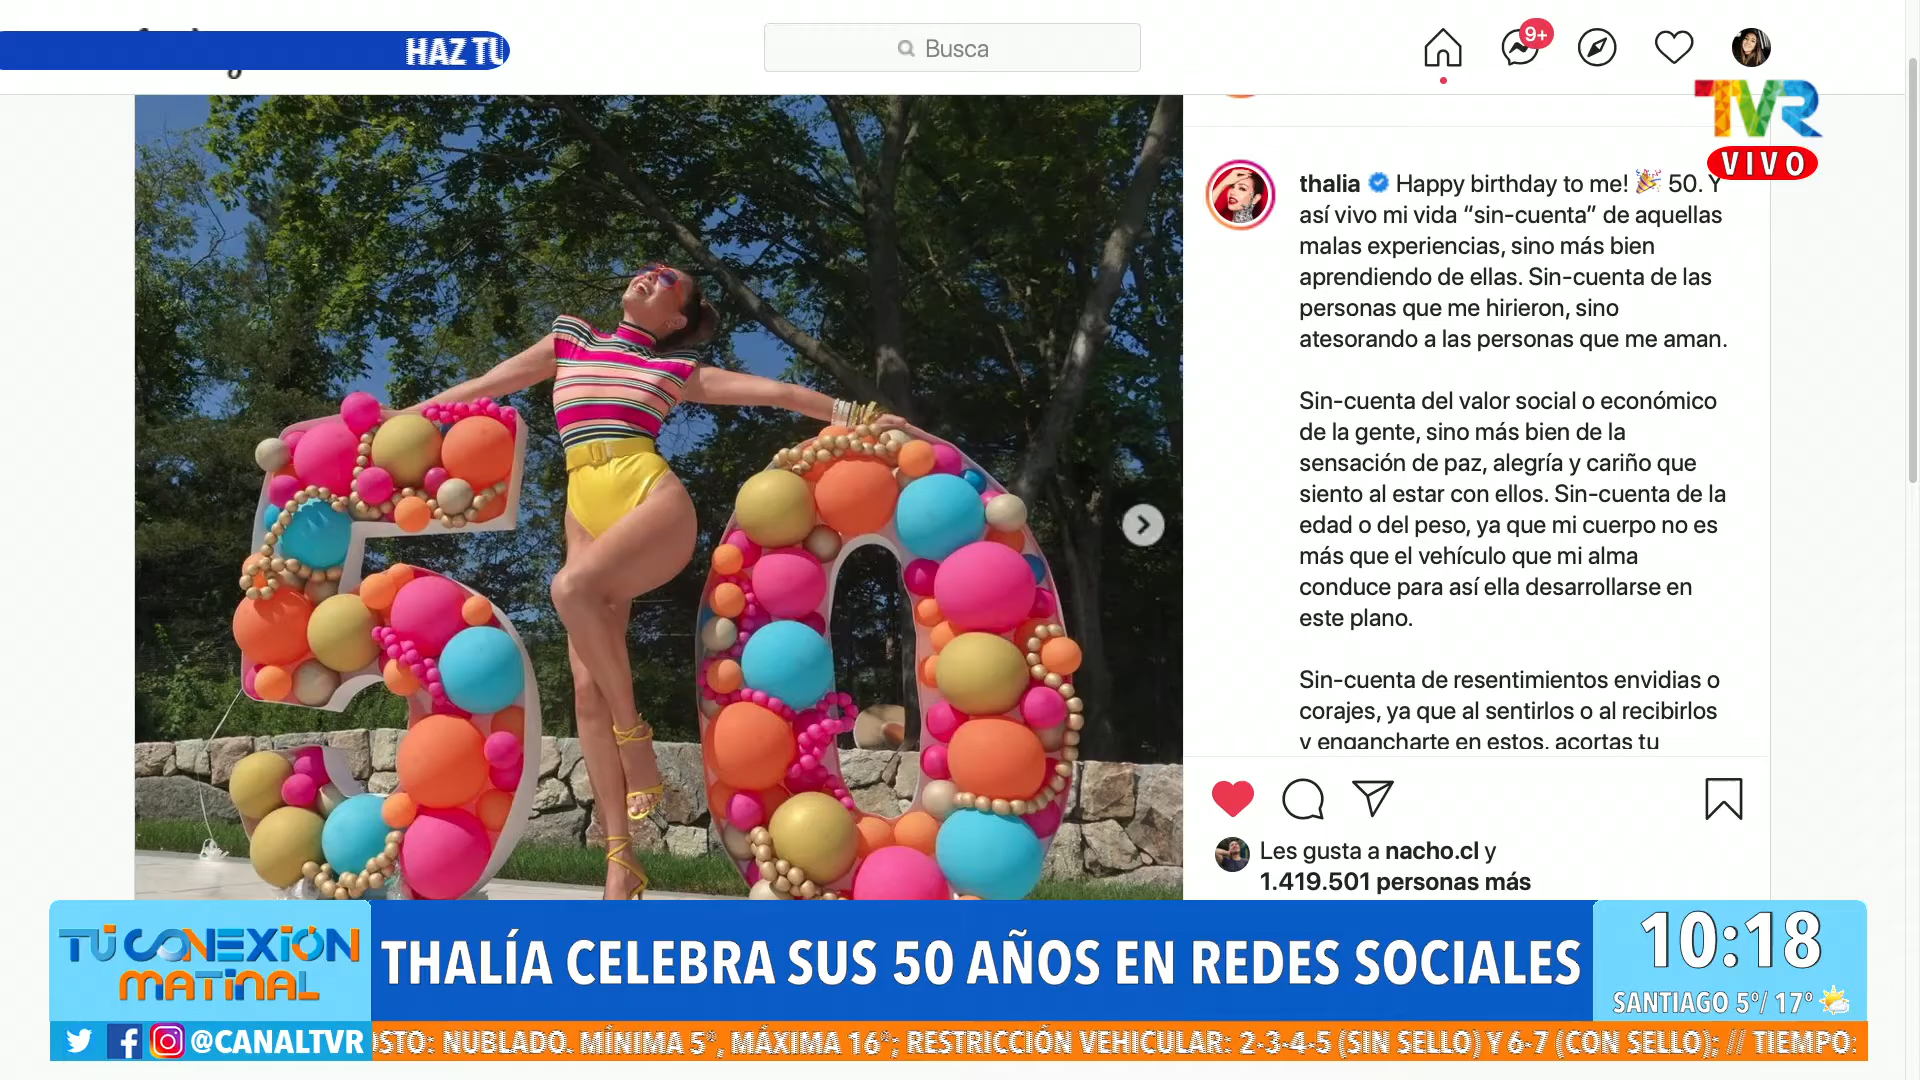 HAZ TU
Busca
9+
TVR
VIVO
thalia Happy birthday to me! 🎉 50. Y
así vivo mi vida “sin-cuenta” de aquellas
malas experiencias, sino más bien
aprendiendo de ellas. Sin-cuenta de las
personas que me hirieron, sino
atesorando a las personas que me aman.
Sin-cuenta del valor social o económico
de la gente, sino más bien de la
sensación de paz, alegría y cariño que
siento al estar con ellos. Sin-cuenta de la
edad o del peso, ya que mi cuerpo no es
más que el vehículo que mi alma
conduce para así ella desarrollarse en
este plano.
Sin-cuenta de resentimientos envidias o
corajes, ya que al sentirlos o al recibirlos
y engancharte en estos, acortas tu
Les gusta a nacho.cl y
1.419.501 personas más
TU CONEXIÓN
MATINAL
THALÍA CELEBRA SUS 50 AÑOS EN REDES SOCIALES
10:18
SANTIAGO 5º/ 17º
@CANALTVR
OSTO: NUBLADO. MÍNIMA 5°, MÁXIMA 16°; RESTRICCIÓN VEHICULAR: 2-3-4-5 (SIN SELLO) Y 6-7 (CON SELLO); // TIEMPO: